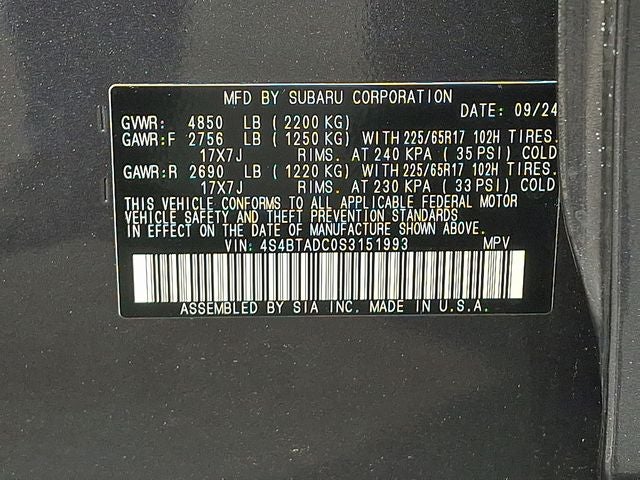 MFD BY SUBARU CORPORATION
DATE: 09/24
GVWR: 4850 LB (2200 KG)
GAWR:F 2756 LB (1250 KG) WITH 225/65R17 102H TIRES.
17X7J RIMS. AT 240 KPA (35 PSI) COLD
GAWR:R 2690 LB (1220 KG) WITH 225/65R17 102H TIRES.
17X7J RIMS. AT 230 KPA (33 PSI) COLD
THIS VEHICLE CONFORMS TO ALL APPLICABLE FEDERAL MOTOR
VEHICLE SAFETY AND THEFT PREVENTION STANDARDS
IN EFFECT ON THE DATE OF MANUFACTURE SHOWN ABOVE.
VIN: 4S4BTADC0S3151993 MPV
ASSEMBLED BY SIA INC. MADE IN U.S.A.